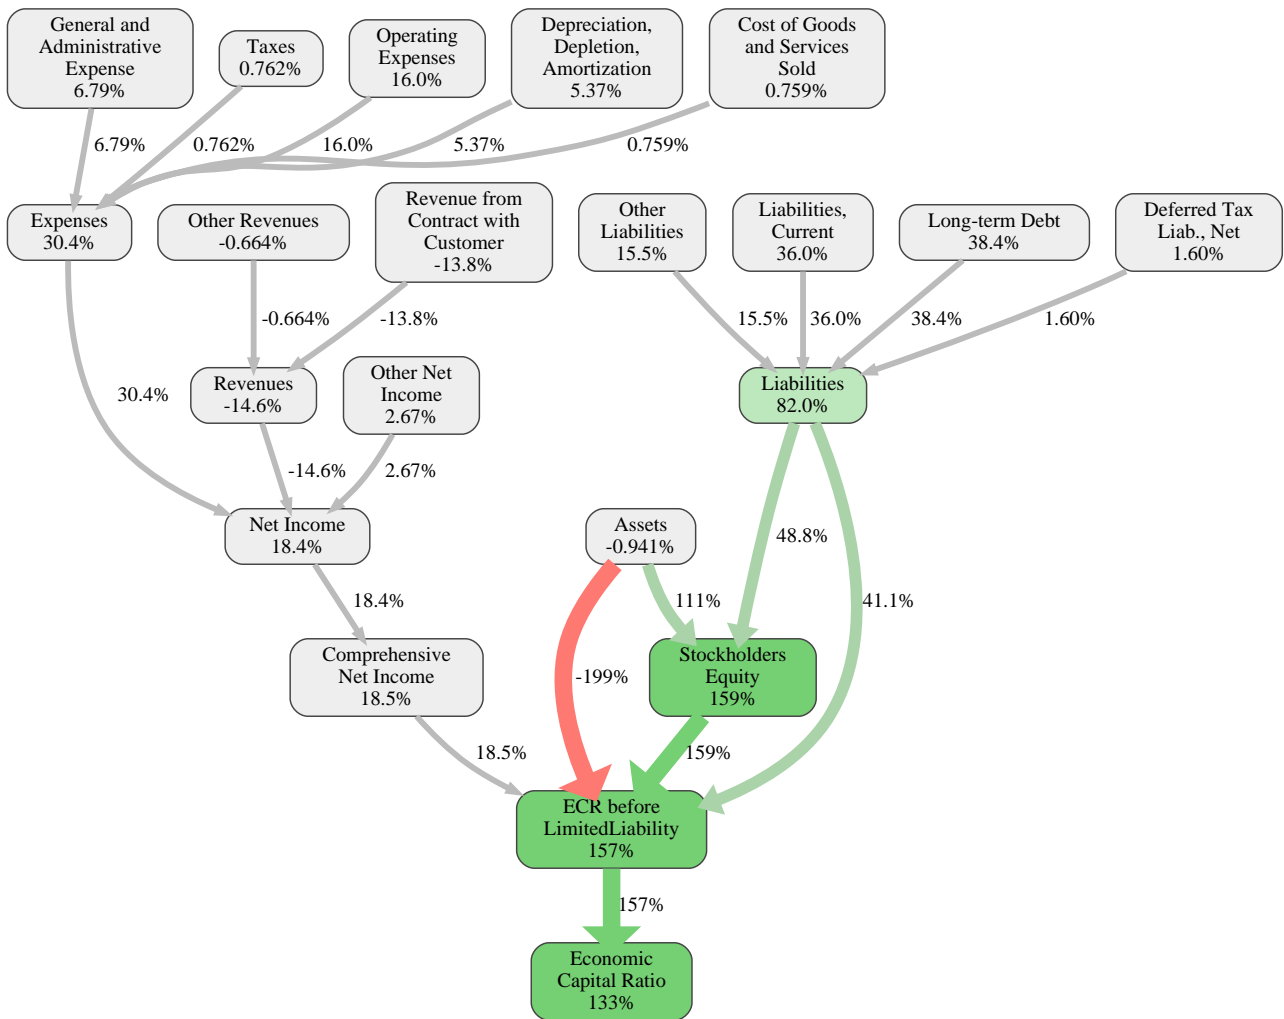 General and
Administrative
Expense
6.79%
Taxes
0.762%
Operating
Expenses
16.0%
Depreciation,
Depletion,
Amortization
5.37%
Cost of Goods
and Services
Sold
0.759%
6.79%
0.762%
16.0%
5.37%
0.759%
Expenses
30.4%
Other Revenues
-0.664%
Revenue from
Contract with
Customer
-13.8%
Other
Liabilities
15.5%
Liabilities,
Current
36.0%
Long-term Debt
38.4%
Deferred Tax
Liab., Net
1.60%
-0.664%
-13.8%
15.5%
36.0%
38.4%
1.60%
30.4%
Revenues
-14.6%
Other Net
Income
2.67%
Liabilities
82.0%
-14.6%
2.67%
Net Income
18.4%
Assets
-0.941%
48.8%
18.4%
111%
41.1%
Comprehensive
Net Income
18.5%
-199%
Stockholders
Equity
159%
18.5%
159%
ECR before
LimitedLiability
157%
157%
Economic
Capital Ratio
133%